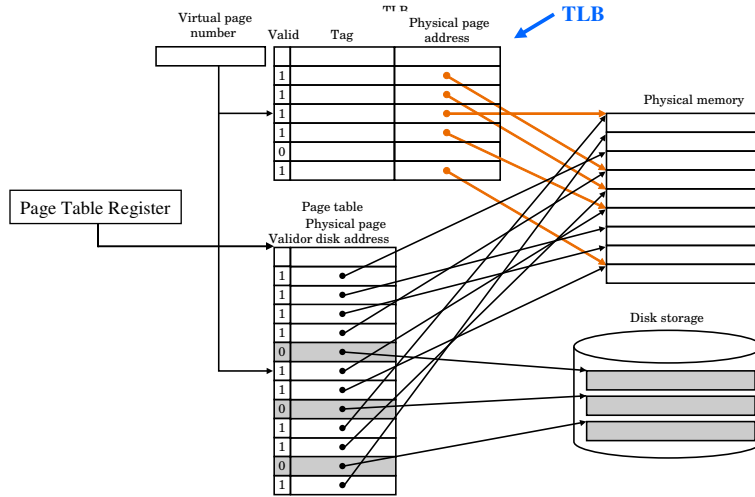 TLB
TLB
Virtual page
number
Valid
Tag
Physical page
address
1
1
1
1
0
1
Physical memory
Page Table Register
Page table
Physical page
Validor disk address
1
1
1
1
0
1
1
0
1
1
0
1
Disk storage